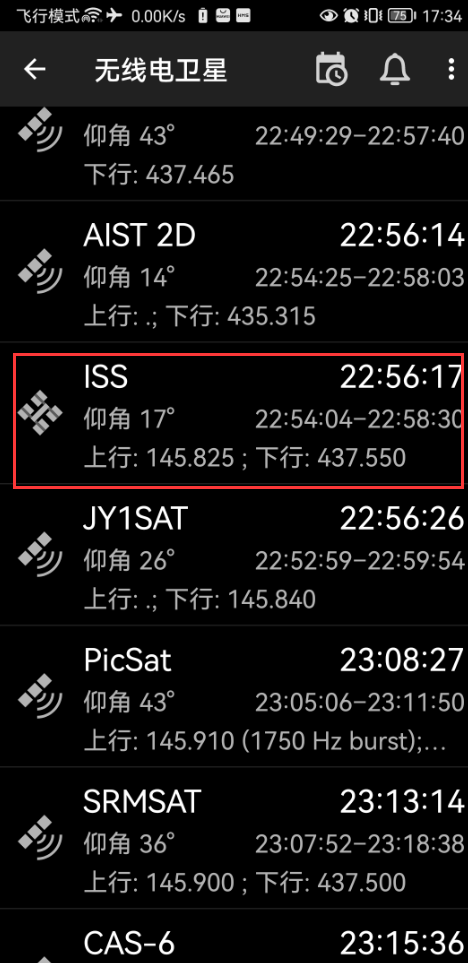 飞行模式 0.00K/s 75 17:34
无线电卫星
仰角 43° 22:49:29-22:57:40
下行: 437.465
AIST 2D 22:56:14
仰角 14° 22:54:25-22:58:03
上行: .; 下行: 435.315
ISS 22:56:17
仰角 17° 22:54:04-22:58:30
上行: 145.825 ; 下行: 437.550
JY1SAT 22:56:26
仰角 26° 22:52:59-22:59:54
上行: .; 下行: 145.840
PicSat 23:08:27
仰角 43° 23:05:06-23:11:50
上行: 145.910 (1750 Hz burst);...
SRMSAT 23:13:14
仰角 36° 23:07:52-23:18:38
上行: 145.900 ; 下行: 437.500
CAS-6 23:15:36